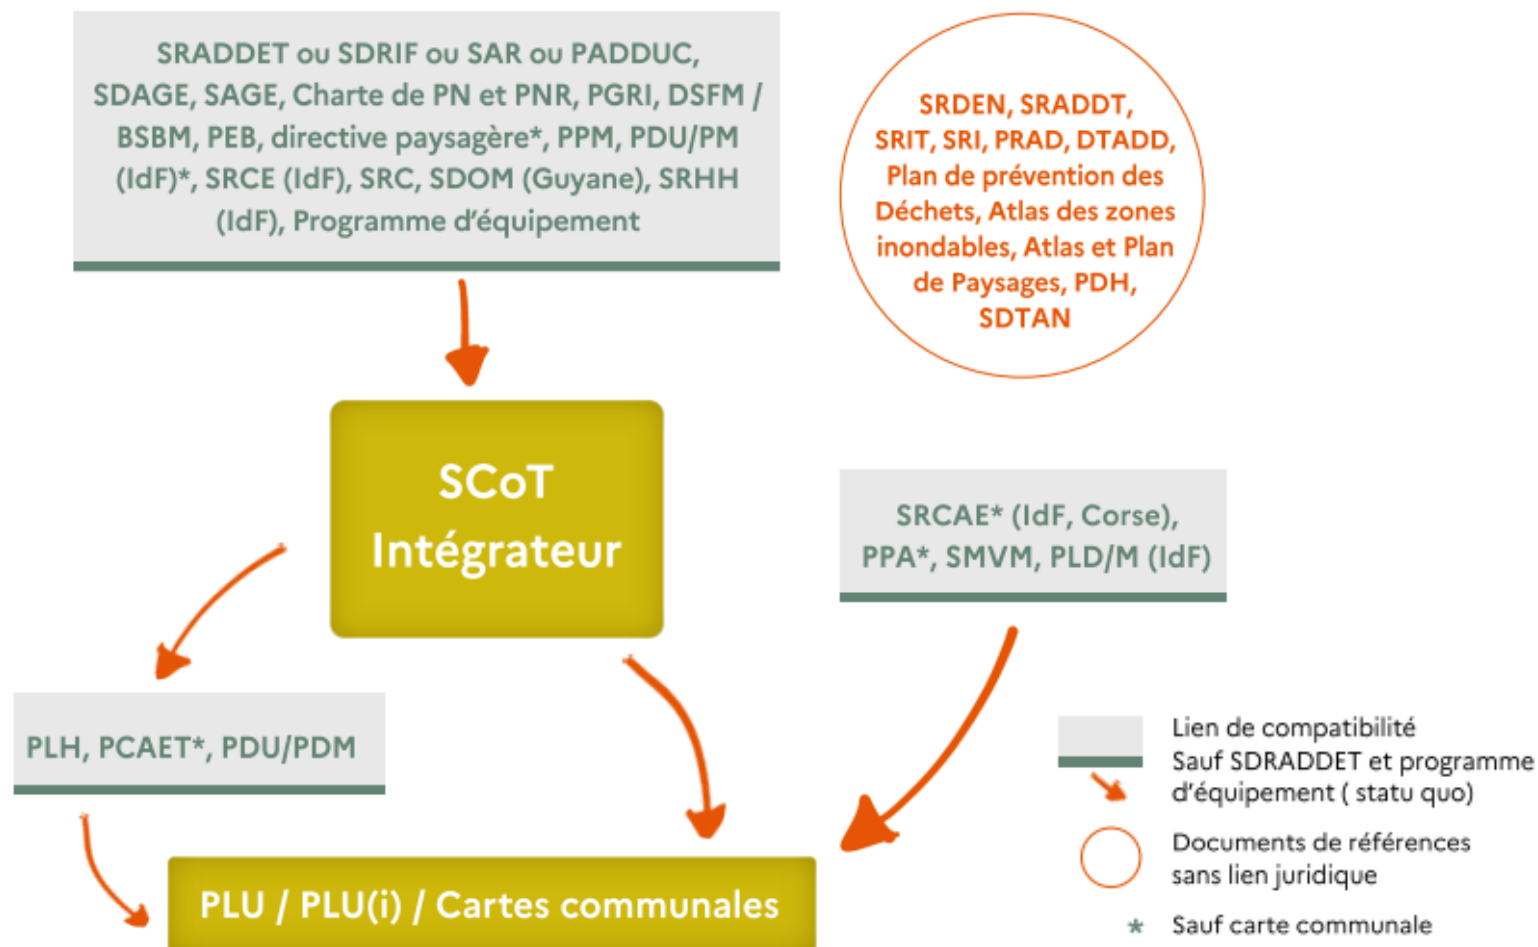 SRADDET ou SDRIF ou SAR ou PADDUC,
SDAGE, SAGE, Charte de PN et PNR, PGRI, DSFM /
BSBM, PEB, directive paysagère*, PPM, PDU/PM
(IdF)*, SRCE (IdF), SRC, SDOM (Guyane), SRHH
(IdF), Programme d'équipement
SRDEN, SRADDT,
SRIT, SRI, PRAD, DTADD,
Plan de prévention des
Déchets, Atlas des zones
inondables, Atlas et Plan
de Paysages, PDH,
SDTAN
SCoT
Intégrateur
SRCAE* (IdF, Corse),
PPA*, SMVM, PLD/M (IdF)
PLH, PCAET*, PDU/PDM
PLU / PLU(i) / Cartes communales
Lien de compatibilité
Sauf SDRADDET et programme
d'équipement ( statu quo)
Documents de références
sans lien juridique
* Sauf carte communale